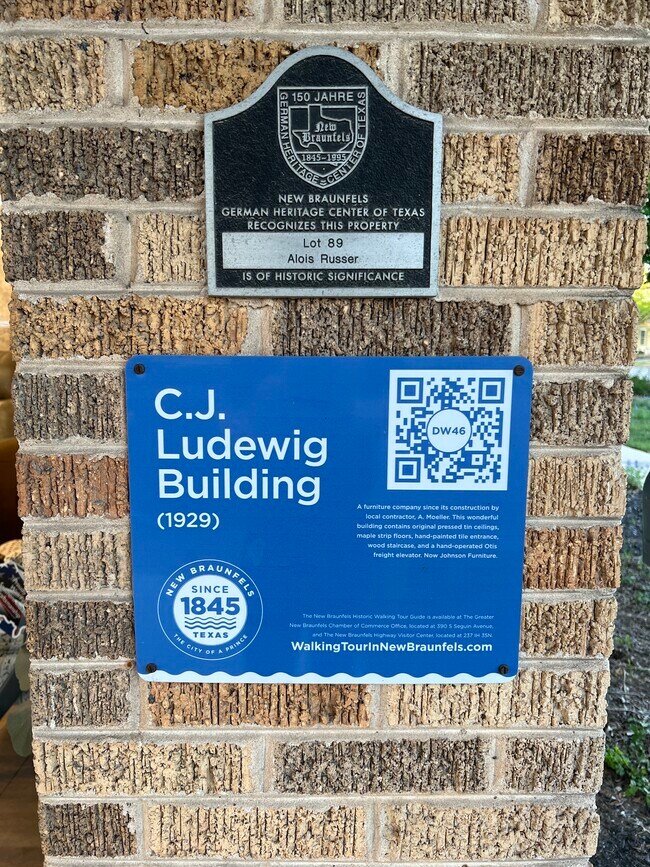 150 JAHRE
GERMAN HERITAGE CENTER OF TEXAS
New
Braunfels
1845-1995
NEW BRAUNFELS
GERMAN HERITAGE CENTER OF TEXAS
RECOGNIZES THIS PROPERTY
Lot 89
Alois Russer
IS OF HISTORIC SIGNIFICANCE
C.J.
Ludewig
Building
(1929)
DW46
A furniture company since its construction by
local contractor, A. Moeller. This wonderful
building contains original pressed tin ceilings,
maple strip floors, hand-painted tile entrance,
wood staircase, and a hand-operated Otis
freight elevator. Now Johnson Furniture.
NEW BRAUNFELS
SINCE
1845
TEXAS
THE CITY OF A PRINCE
The New Braunfels Historic Walking Tour Guide is available at The Greater
New Braunfels Chamber of Commerce Office, located at 390 S Seguin Avenue,
and The New Braunfels Highway Visitor Center, located at 237 IH 35N.
WalkingTourInNewBraunfels.com